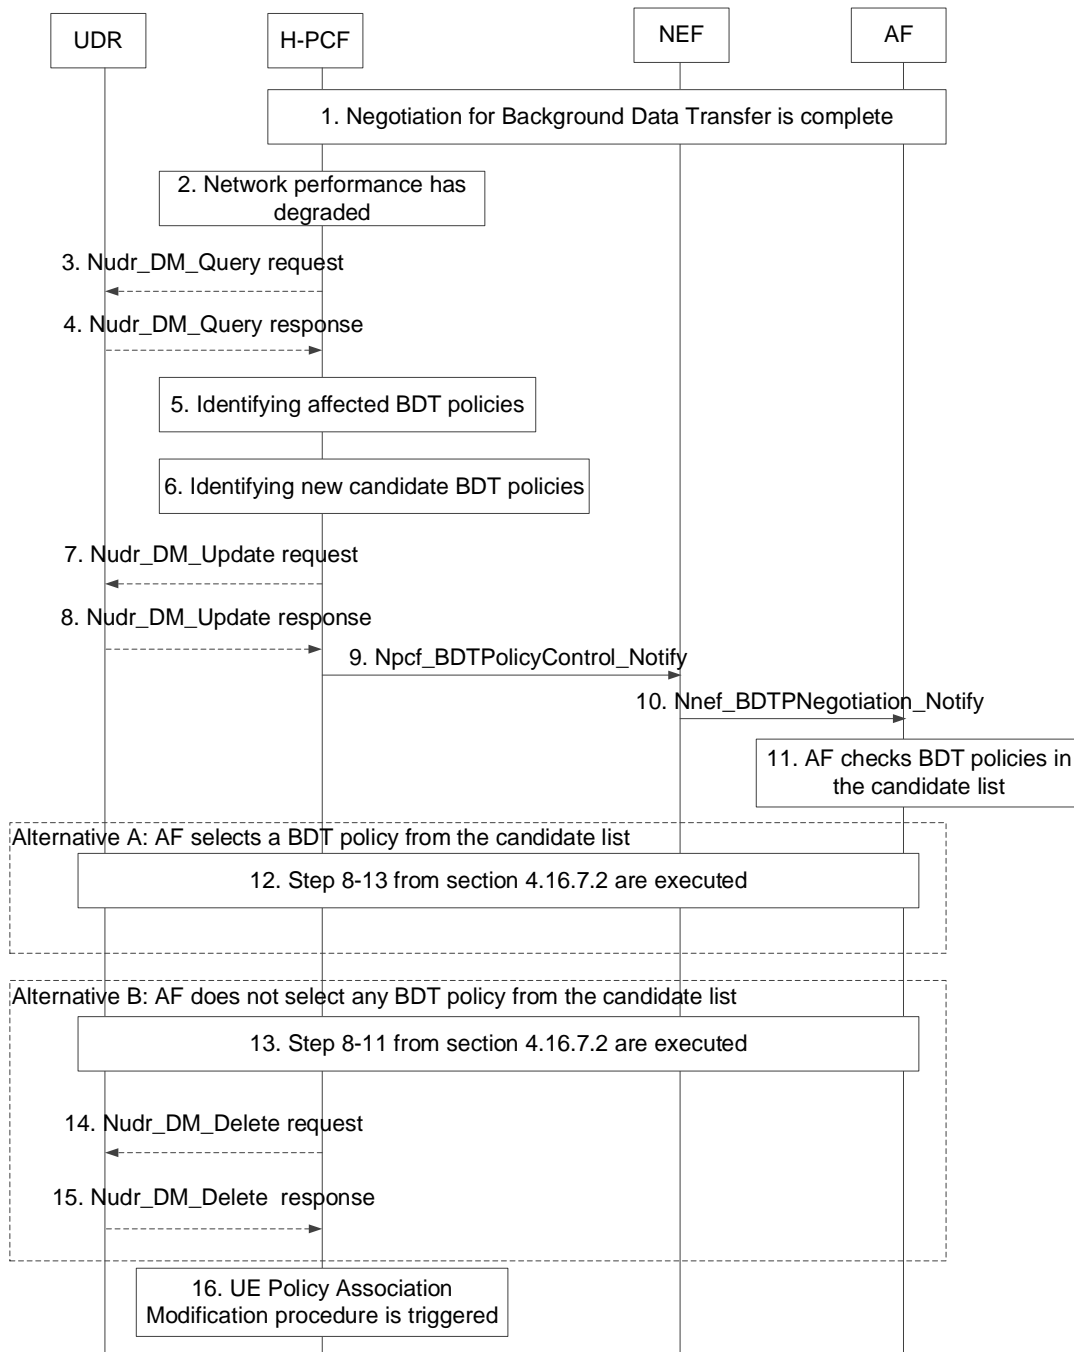 UDR
H-PCF
NEF
AF
1. Negotiation for Background Data Transfer is complete
2. Network performance has
degraded
3. Nudr_DM_Query request
4. Nudr_DM_Query response
5. Identifying affected BDT policies
6. Identifying new candidate BDT policies
7. Nudr_DM_Update request
8. Nudr_DM_Update response
9. Npcf_BDTPolicyControl_Notify
10. Nnef_BDTPNegotiation_Notify
11. AF checks BDT policies in
the candidate list
Alternative A: AF selects a BDT policy from the candidate list
12. Step 8-13 from section 4.16.7.2 are executed
Alternative B: AF does not select any BDT policy from the candidate list
13. Step 8-11 from section 4.16.7.2 are executed
14. Nudr_DM_Delete request
15. Nudr_DM_Delete  response
16. UE Policy Association
Modification procedure is triggered